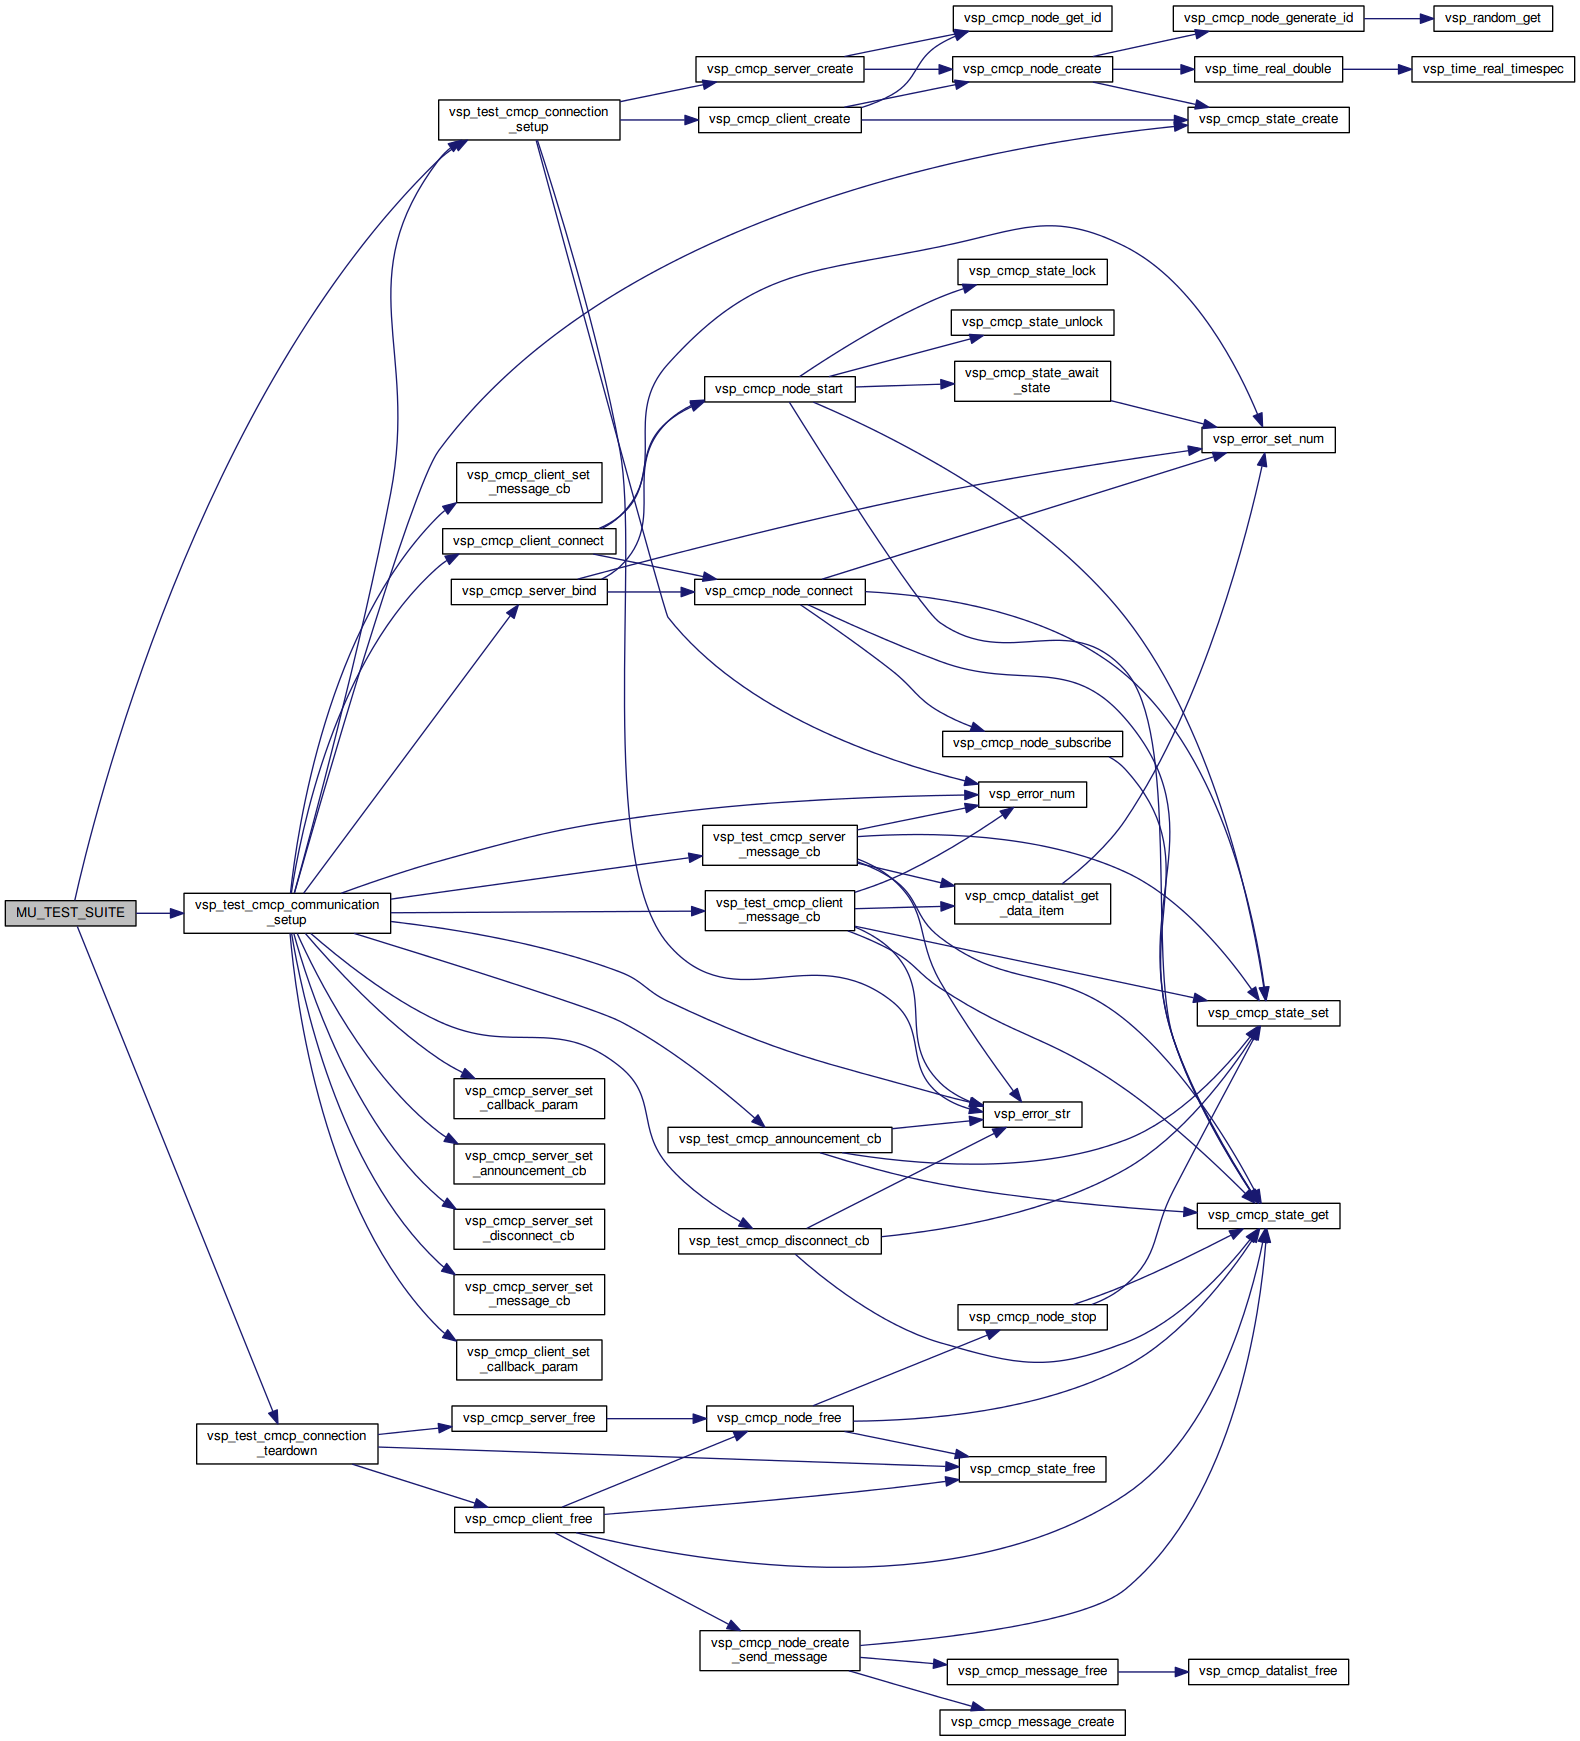 vsp_cmcp_node_get_id
vsp_cmcp_node_generate_id
vsp_random_get
vsp_cmcp_server_create
vsp_cmcp_node_create
vsp_time_real_double
vsp_time_real_timespec
vsp_test_cmcp_connection
_setup
vsp_cmcp_client_create
vsp_cmcp_state_create
vsp_cmcp_state_lock
vsp_cmcp_state_unlock
vsp_cmcp_node_start
vsp_cmcp_state_await
_state
vsp_error_set_num
vsp_cmcp_client_set
_message_cb
vsp_cmcp_client_connect
vsp_cmcp_server_bind
vsp_cmcp_node_connect
vsp_cmcp_node_subscribe
vsp_error_num
vsp_test_cmcp_server
_message_cb
MU_TEST_SUITE
vsp_test_cmcp_communication
_setup
vsp_test_cmcp_client
_message_cb
vsp_cmcp_datalist_get
_data_item
vsp_cmcp_state_set
vsp_cmcp_server_set
_callback_param
vsp_error_str
vsp_test_cmcp_announcement_cb
vsp_cmcp_server_set
_announcement_cb
vsp_cmcp_server_set
_disconnect_cb
vsp_test_cmcp_disconnect_cb
vsp_cmcp_state_get
vsp_cmcp_server_set
_message_cb
vsp_cmcp_node_stop
vsp_cmcp_client_set
_callback_param
vsp_test_cmcp_connection
_teardown
vsp_cmcp_server_free
vsp_cmcp_node_free
vsp_cmcp_state_free
vsp_cmcp_client_free
vsp_cmcp_node_create
_send_message
vsp_cmcp_message_free
vsp_cmcp_datalist_free
vsp_cmcp_message_create